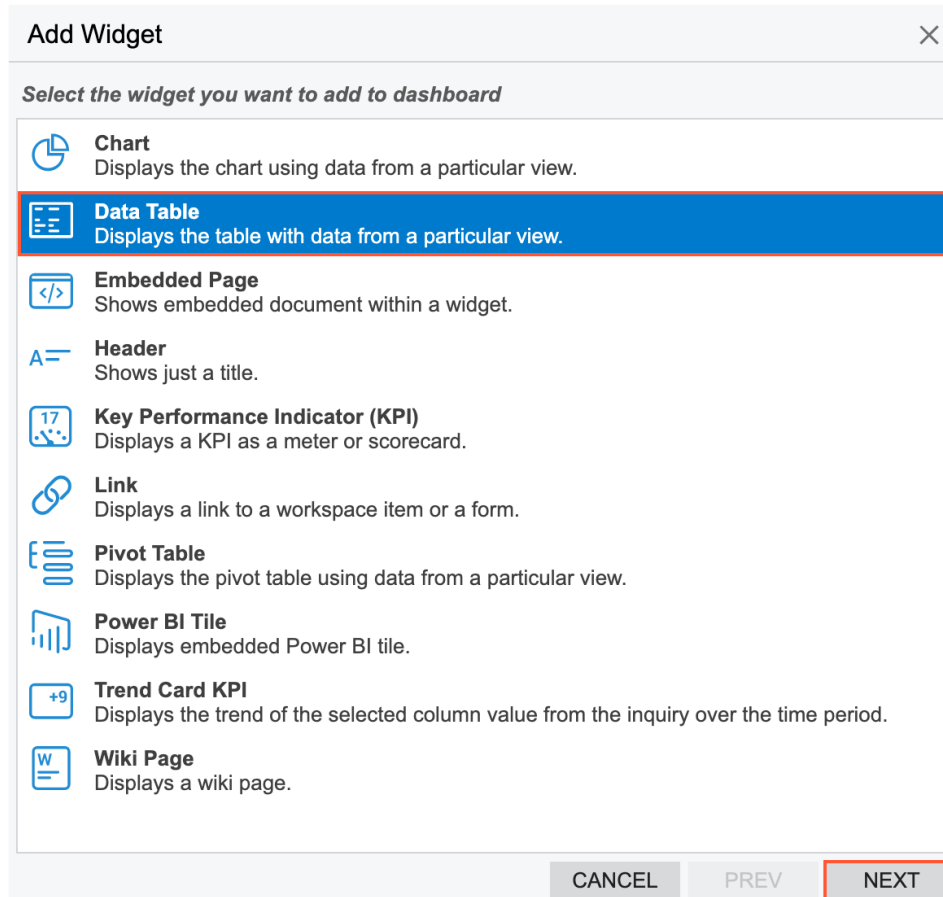 Add Widget
Select the widget you want to add to dashboard
Chart
Displays the chart using data from a particular view.
Data Table
Displays the table with data from a particular view.
Embedded Page
Shows embedded document within a widget.
A
Header
Shows just a title.
17
Key Performance Indicator (KPI)
Displays a KPI as a meter or scorecard.
Link
Displays a link to a workspace item or a form.
Pivot Table
Displays the pivot table using data from a particular view.
Power BI Tile
Displays embedded Power BI tile.
+9
Trend Card KPI
Displays the trend of the selected column value from the inquiry over the time period.
W
Wiki Page
Displays a wiki page.
CANCEL PREV NEXT